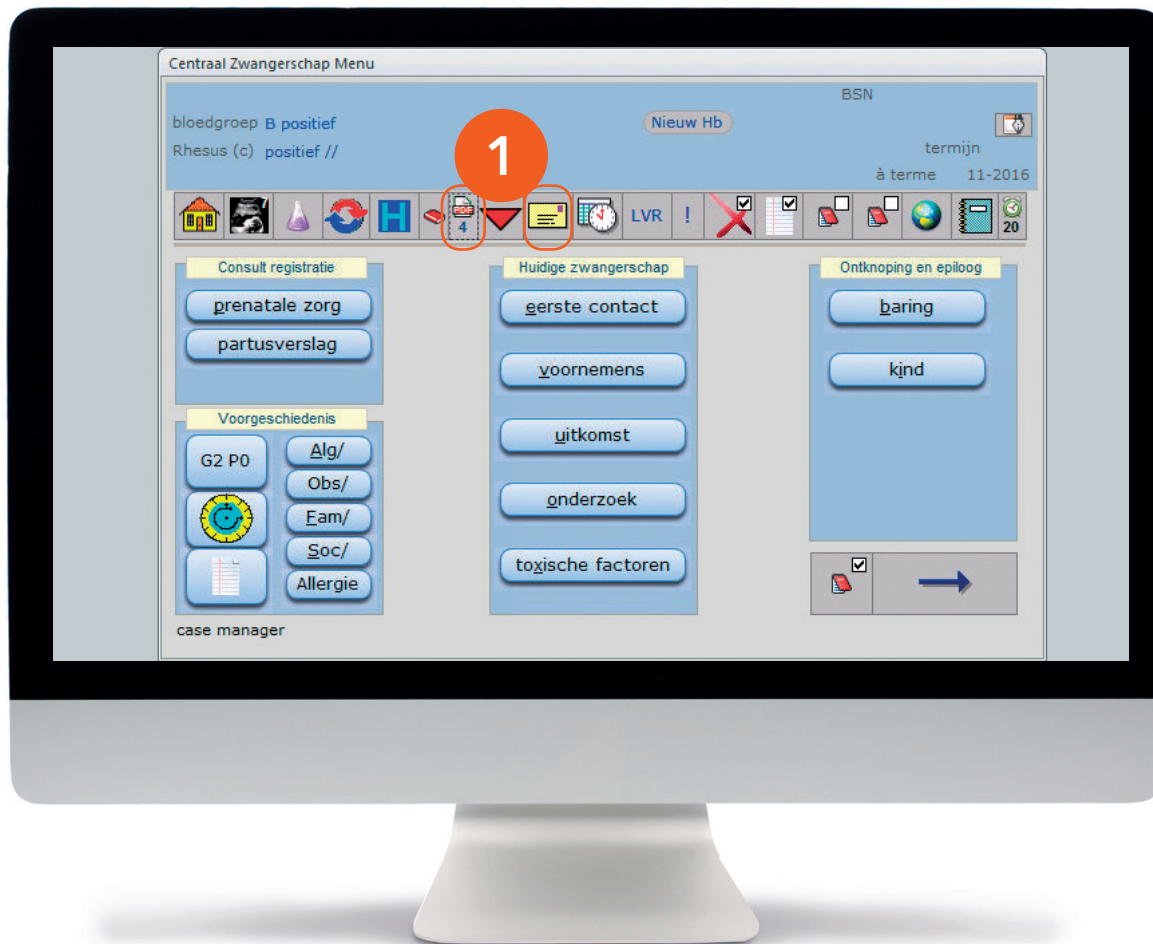 Centraal Zwangerschap Menu
BSN
bloedgroep B positief
Nieuw Hb
Rhesus (c) positief //
termijn
à terme 11-2016
1
7
PDF
4
LVR
!
20
Consult registratie
prenatale zorg
partusverslag
Voorgeschiedenis
G2 P0
Alg/
Obs/
Fam/
Soc/
Allergie
case manager
Huidige zwangerschap
eerste contact
voornemens
uitkomst
onderzoek
toxische factoren
Ontknoping en epiloog
baring
kind